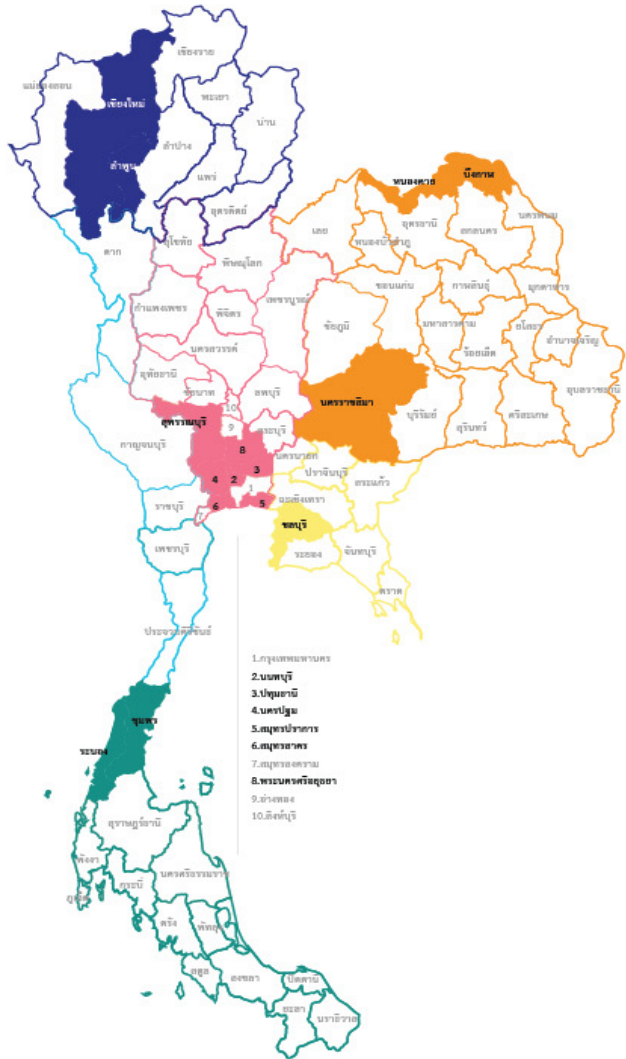 เชียงราย
แม่ฮ่องสอน
เชียงใหม่
พะเยา
น่าน
ลำปาง
ลำพูน
แพร่
อุตรดิตถ์
หนองคาย
บึงกาฬ
เลย
อุดรธานี
นครพนม
หนองบัวลำภู
สกลนคร
ตาก
สุโขทัย
พิษณุโลก
ขอนแก่น
กาฬสินธุ์
มุกดาหาร
กำแพงเพชร
พิจิตร
เพชรบูรณ์
ชัยภูมิ
มหาสารคาม
ร้อยเอ็ด
ยโสธร
อำนาจเจริญ
นครสวรรค์
อุทัยธานี
ชัยนาท
ลพบุรี
นครราชสีมา
บุรีรัมย์
สุรินทร์
ศรีสะเกษ
อุบลราชธานี
10
สุพรรณบุรี
9
สระบุรี
กาญจนบุรี
8
นครนายก
3
ปราจีนบุรี
สระแก้ว
4
2
1
ฉะเชิงเทรา
ราชบุรี
7
6
5
ชลบุรี
เพชรบุรี
ระยอง
จันทบุรี
ตราด
ประจวบคีรีขันธ์
1.กรุงเทพมหานคร
2.นนทบุรี
3.ปทุมธานี
4.นครปฐม
5.สมุทรปราการ
6.สมุทรสาคร
7.สมุทรสงคราม
8.พระนครศรีอยุธยา
9.อ่างทอง
10.สิงห์บุรี
ชุมพร
ระนอง
สุราษฎร์ธานี
พังงา
กระบี่
นครศรีธรรมราช
ภูเก็ต
ตรัง
พัทลุง
สตูล
สงขลา
ปัตตานี
ยะลา
นราธิวาส